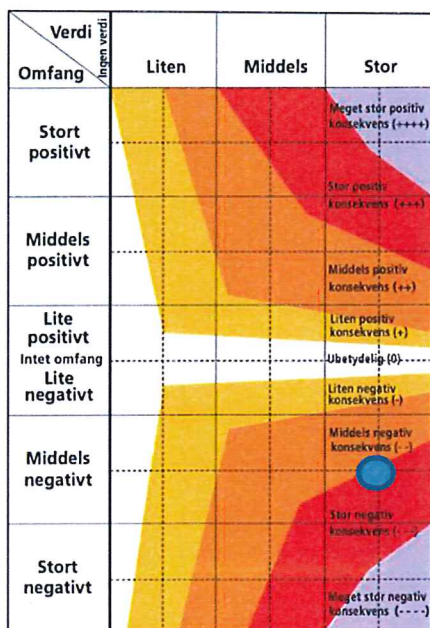 Verdi
Ingen verdi
Omfang
Liten
Middels
Stor
Stort
positivt
Meget stor positiv
konsekvens (++++)
Stor positiv
konsekvens (+++)
Middels
positivt
Middels positiv
konsekvens (++)
Lite
positivt
Liten positiv
konsekvens (+)
Intet omfang
Ubetydelig (0)
Lite
negativt
Liten negativ
konsekvens (-)
Middels
negativt
Middels negativ
konsekvens (--)
Stor negativ
konsekvens (---)
Stort
negativt
Meget stor negativ
konsekvens (----)